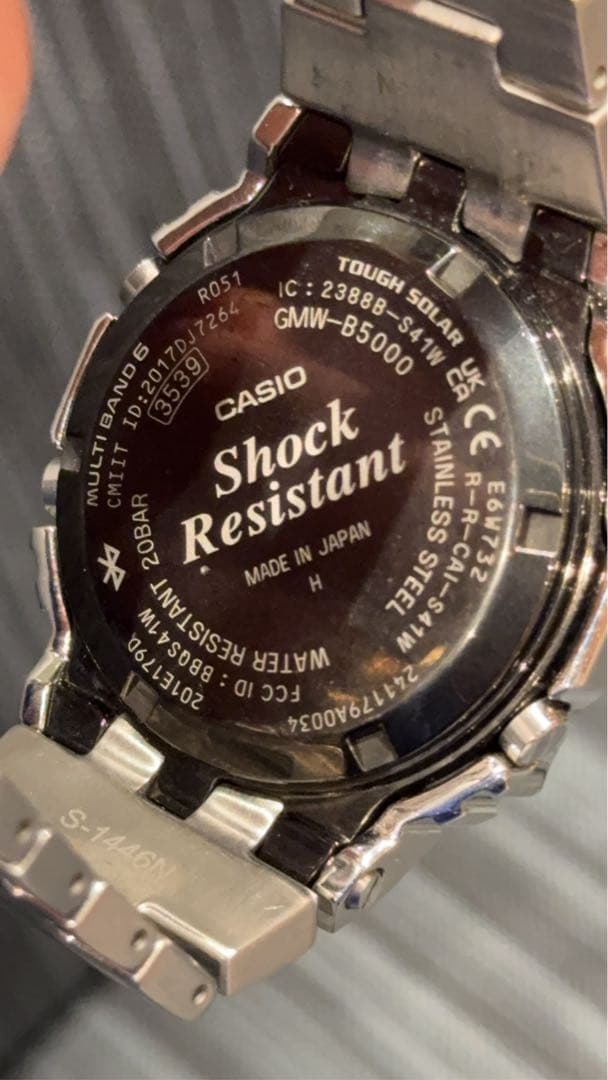 TOUGH SOLAR
IC : 2388B-S41W
GMW-B5000
R051
CMIIT ID:2017DJ7264
3539
MULTI BAND 6
CASIO
Shock
Resistant
MADE IN JAPAN
H
UK
CA
CE
E6W732
R-R-CAI-S41W
STAINLESS STEEL
WATER RESISTANT 20BAR
FCC ID : BBQS41W
201E179D
241179A0034
S-1446N